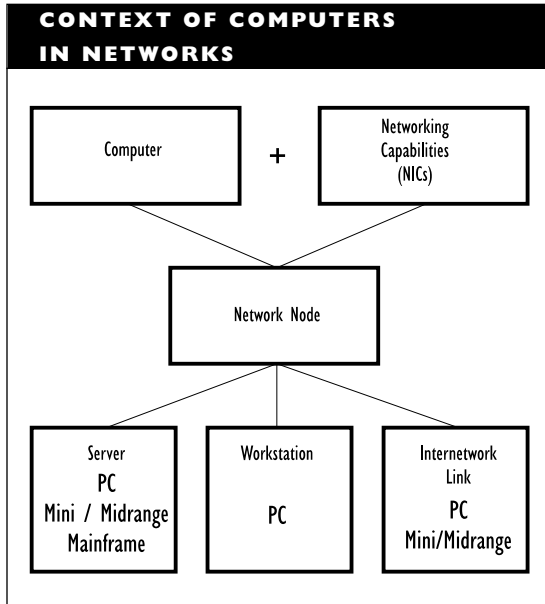 CONTEXT OF COMPUTERS
IN NETWORKS
Computer
+
Networking
Capabilities
(NICs)
Network Node
Server
PC
Mini / Midrange
Mainframe
Workstation
PC
Internetwork
Link
PC
Mini/Midrange